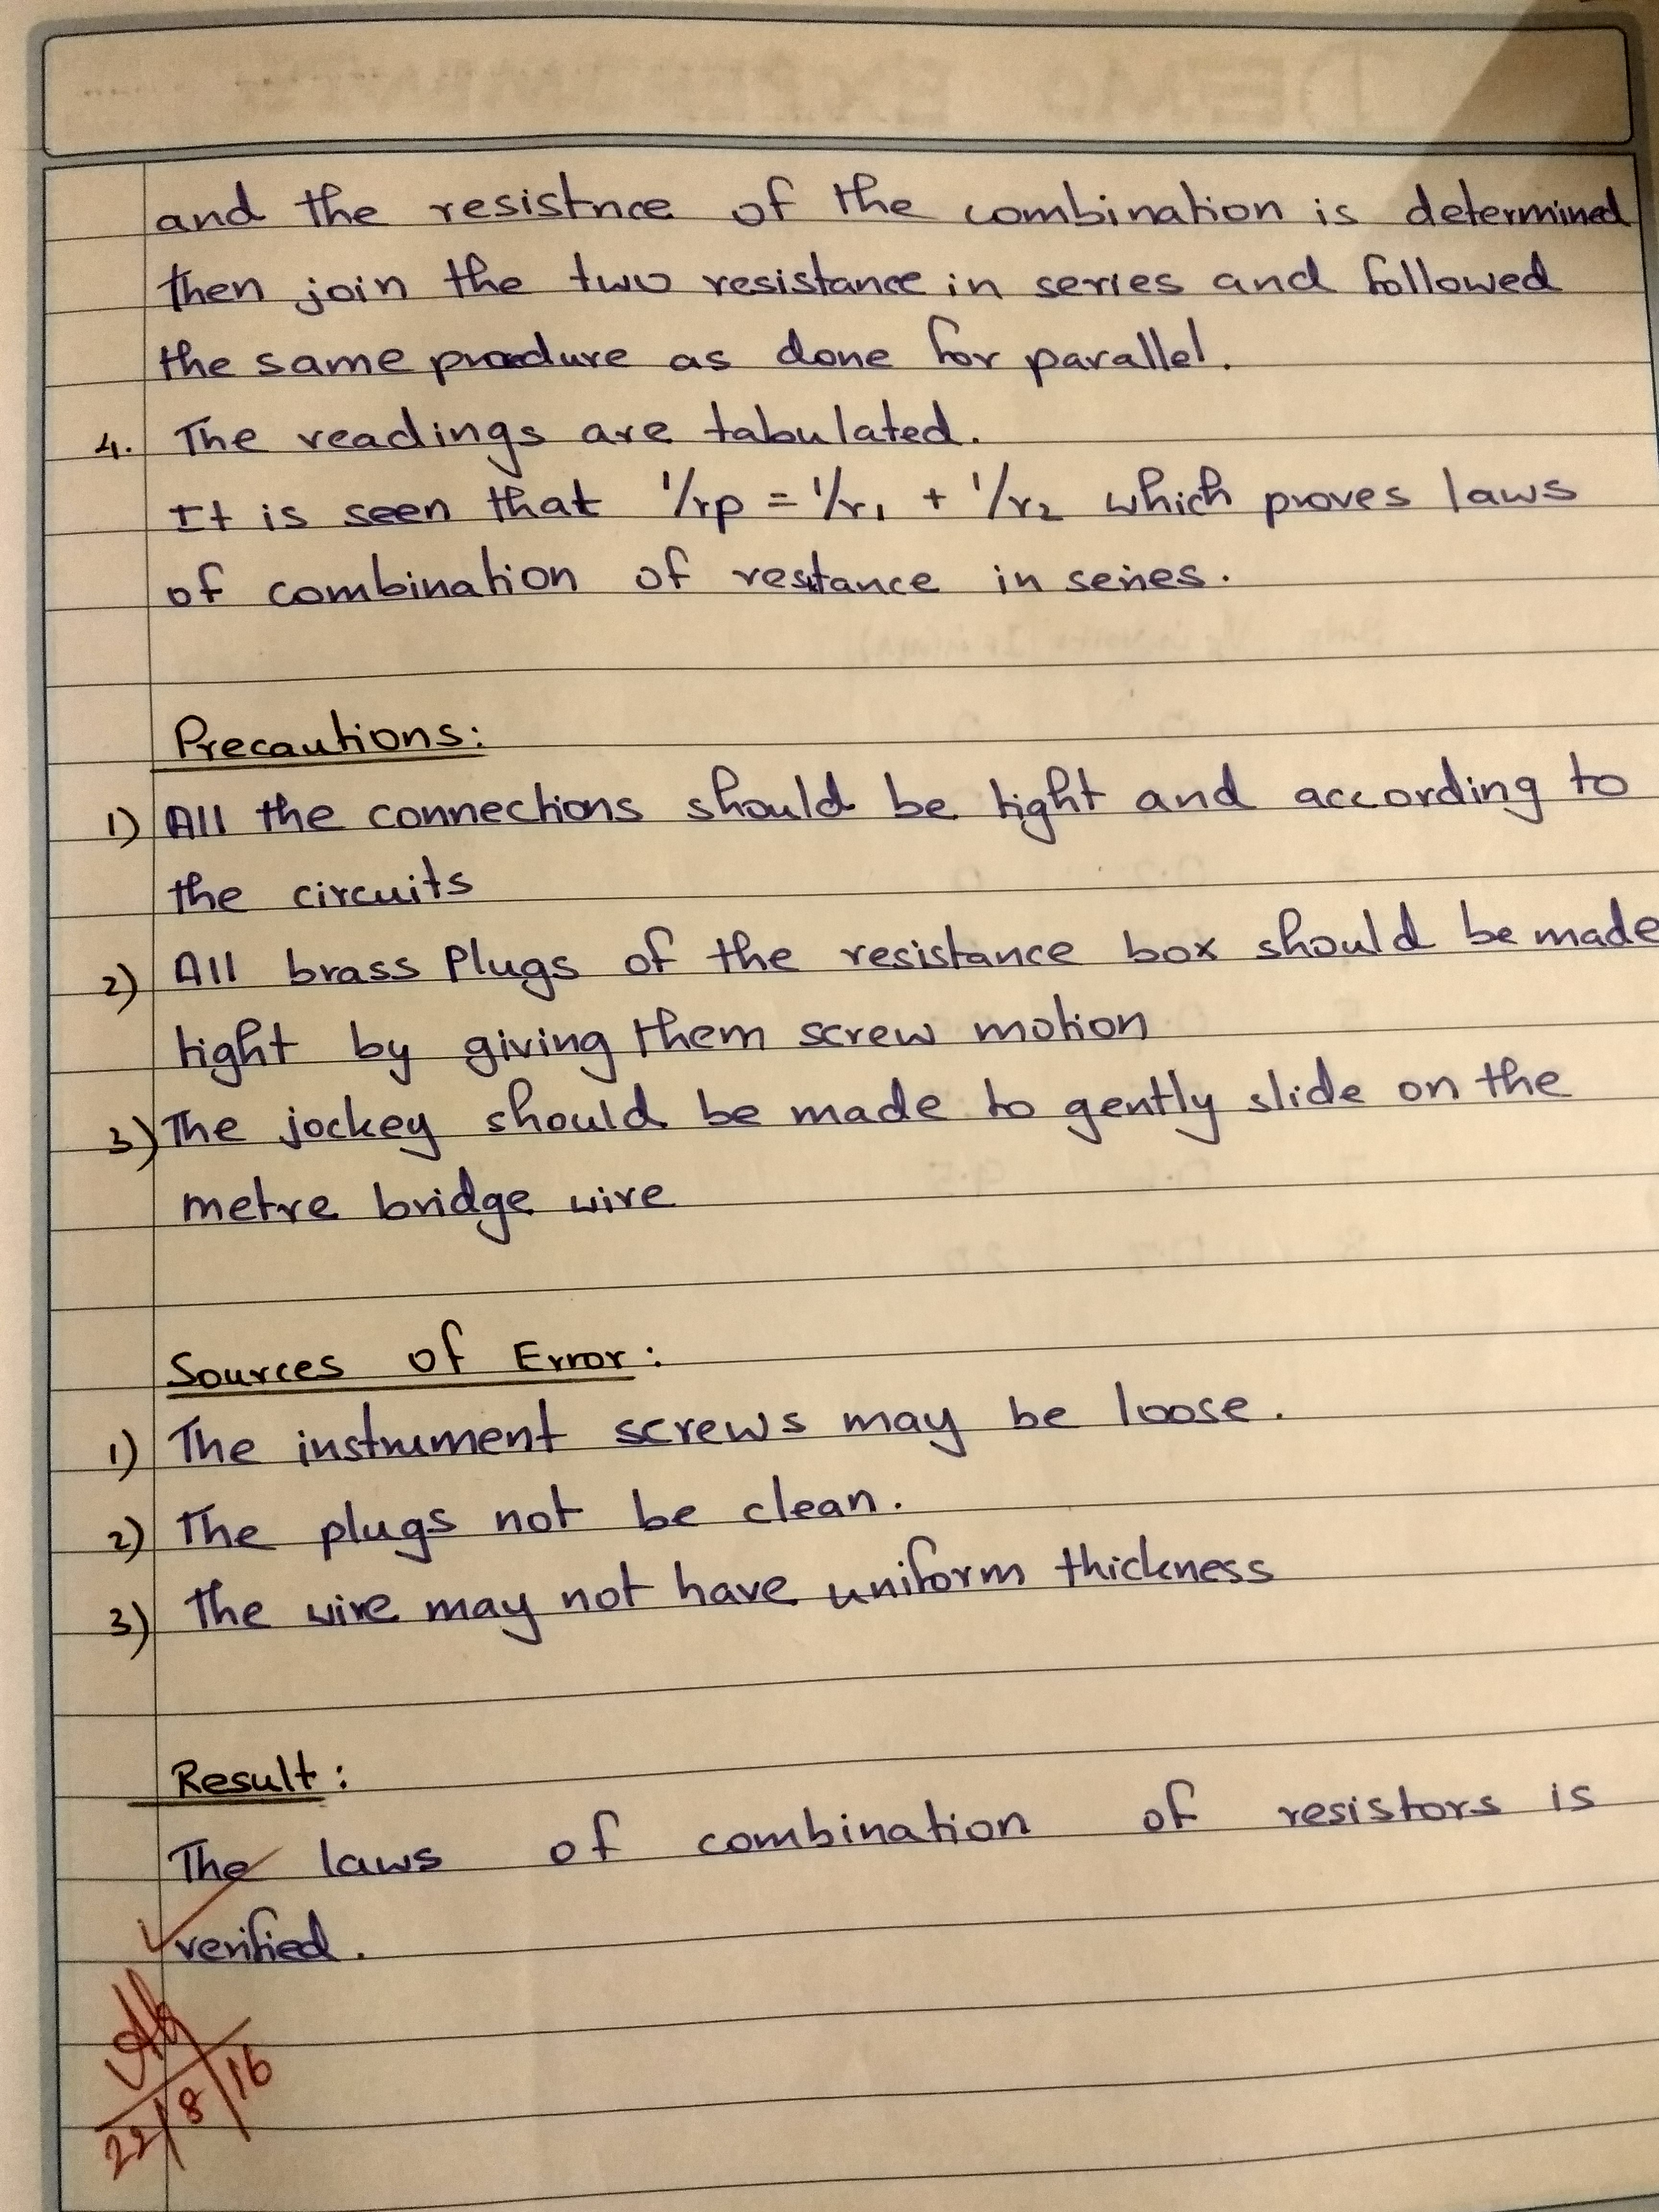 and the resistnce of the combination is determined
then join the two resistance in series and followed
the same procedure as done for parallel.
4. The readings are tabulated.
It is seen that 1/rp = 1/r1 + 1/r2 which proves laws
of combination of restance in series.
Precautions:
1) All the connections should be tight and according to
the circuits
2) All brass Plugs of the resistance box should be made
tight by giving them screw motion
3) The jockey should be made to gently slide on the
metre bridge wire
Sources of Error:
1) The instrument screws may be loose.
2) The plugs not be clean.
3) The wire may not have uniform thickness
Result:
The laws of combination of resistors is
verified.
22/8/16